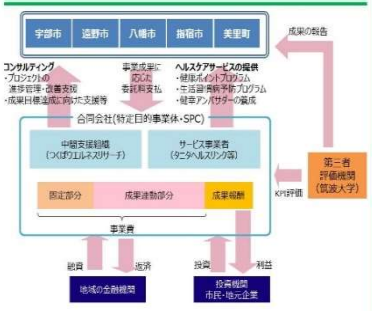 宇部市 遠野市 八幡市 指宿市 美里町
成果の報告
コンサルティング
・プロジェクトの
進捗管理・改善支援
・成果目標達成に向けた支援等
事業成果に
応じた
委託料支払
ヘルスケアサービスの提供
・健康ポイントプログラム
・生活習慣病予防プログラム
・健幸アンバサダーの養成
合同会社(特定目的事業体・SPC)
中間支援組織
(つくばウエルネスリサーチ)
サービス事業者
(タニタヘルスリンク等)
第三者
評価機関
(筑波大学)
KPI評価
固定部分 成果連動部分 成果報酬
事業費
融資 返済 投資 利益
地域の金融機関
投資機関
市民・地元企業